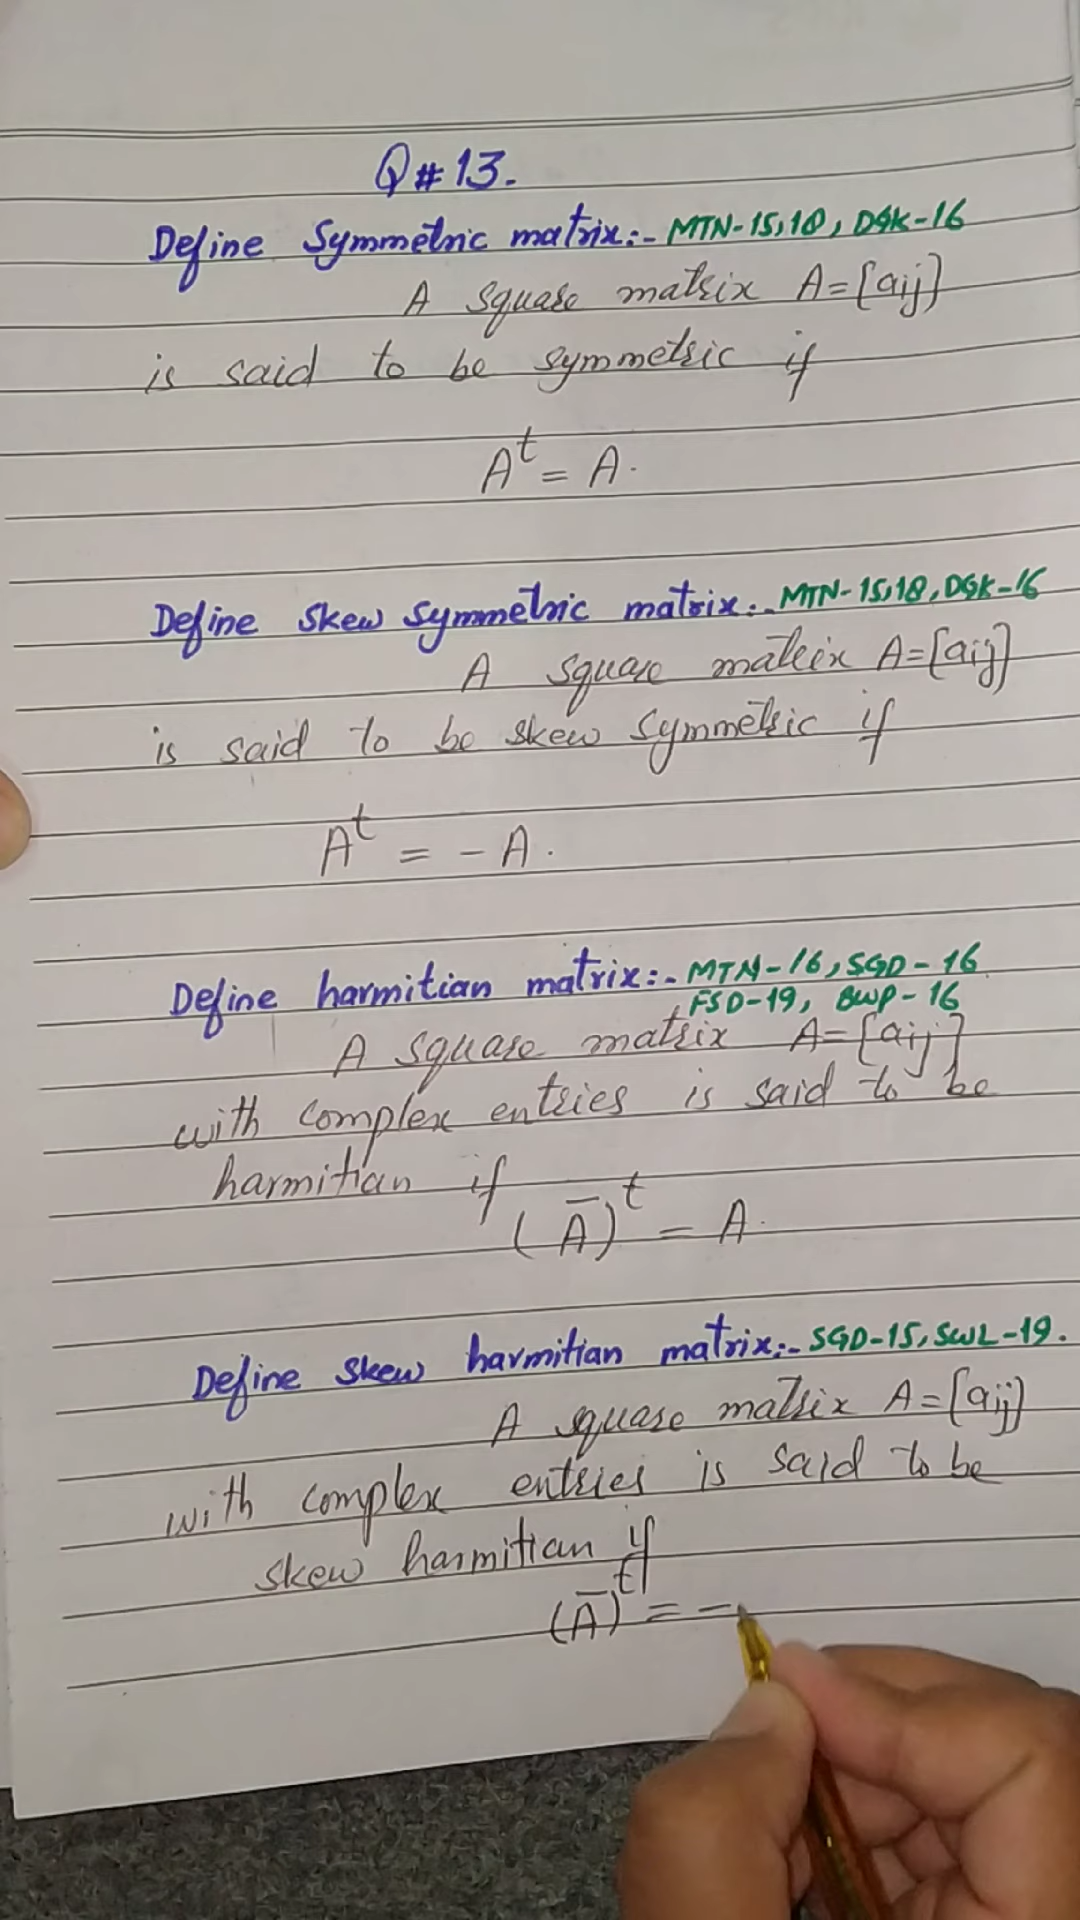 Q#13.
Define Symmetric matrix:- MTN-15,18, DGK-16
A square matrix A=[aij]
is said to be symmetric if
A^t = A.
Define skew symmetric matrix:- MTN-15,18, DGK-16
A square matrix A=[aij]
is said to be skew symmetric if
A^t = -A.
Define harmitian matrix:- MTN-16, SGD-16
FSD-19, BWP-16
A square matrix A=[aij]
with complex entries is said to be
harmitian if
(Ā)^t = A.
Define skew harmitian matrix:- SGD-15, SWL-19.
A square matrix A=[aij]
with complex entries is said to be
skew harmitian if
(Ā)^t = -